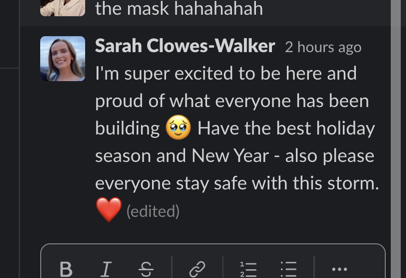 the mask hahahahah
Sarah Clowes-Walker 2 hours ago
I'm super excited to be here and
proud of what everyone has been
building 🥹 Have the best holiday
season and New Year - also please
everyone stay safe with this storm.
❤️ (edited)
B I S